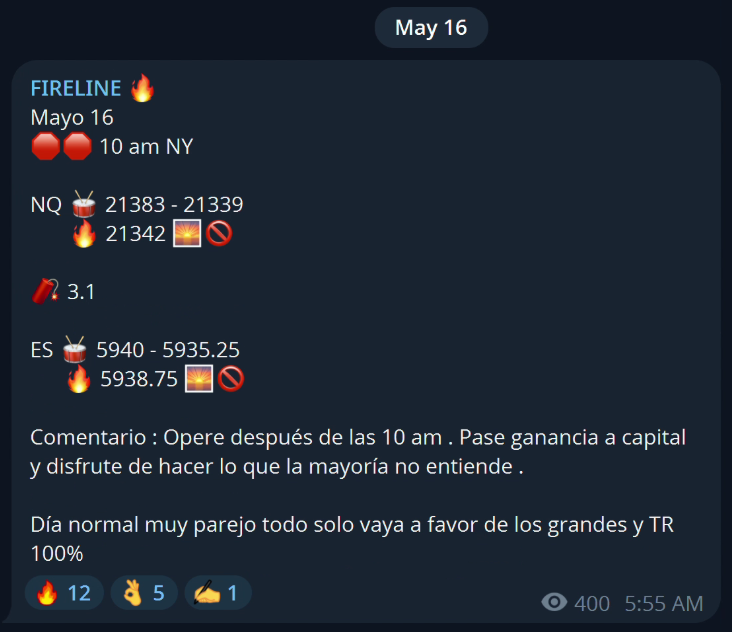 May 16
FIRELINE 🔥
Mayo 16
🛑🛑 10 am NY
NQ 🥁 21383 - 21339
🔥 21342 🌅🚫
🧨 3.1
ES 🥁 5940 - 5935.25
🔥 5938.75 🌅🚫
Comentario : Opere después de las 10 am . Pase ganancia a capital
y disfrute de hacer lo que la mayoría no entiende .
Día normal muy parejo todo solo vaya a favor de los grandes y TR
100%
🔥 12 👌 5 ✍️ 1
400 5:55 AM